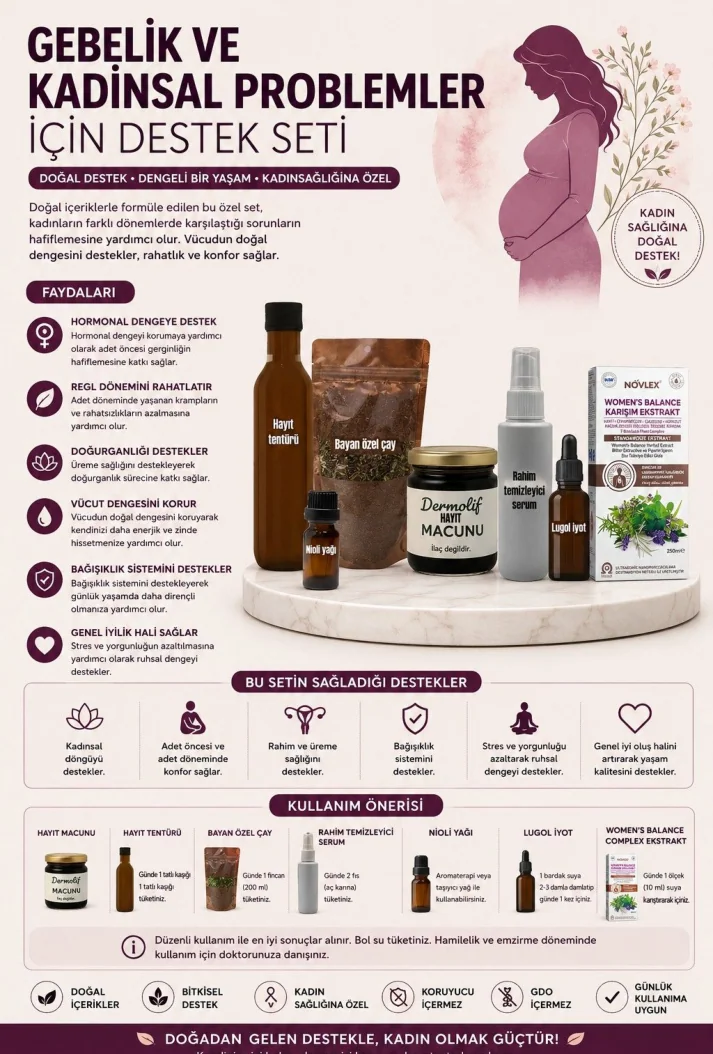 GEBELİK VE
KADİNSAL PROBLEMLER
İÇİN DESTEK SETİ
DOĞAL DESTEK • DENGELİ BİR YAŞAM • KADINSAĞLIĞINA ÖZEL
Doğal içeriklerle formüle edilen bu özel set,
kadınların farklı dönemlerde karşılaştığı sorunların
hafiflemesine yardımcı olur. Vücudun doğal
dengesini destekler, rahatlık ve konfor sağlar.
KADIN
SAĞLIĞINA
DOĞAL
DESTEK!
FAYDALARI
HORMONAL DENGEYE DESTEK
Hormonal dengeyi korumaya yardımcı
olarak adet öncesi gerginliğin
hafiflemesine katkı sağlar.
REGL DÖNEMİNİ RAHATLATIR
Adet döneminde yaşanan krampların
ve rahatsızlıkların azalmasına
yardımcı olur.
DOĞURGANLIĞI DESTEKLER
Üreme sağlığını destekleyerek
doğurganlık sürecine katkı sağlar.
VÜCUT DENGESİNİ KORUR
Vücudun doğal dengesini koruyarak
kendinizi daha enerjik ve zinde
hissetmenize yardımcı olur.
BAĞIŞIKLIK SİSTEMİNİ DESTEKLER
Bağışıklık sistemini destekleyerek
günlük yaşamda daha dirençli
olmanıza yardımcı olur.
GENEL İYİLİK HALİ SAĞLAR
Stres ve yorgunluğun azaltılmasına
yardımcı olarak ruhsal dengeyi
destekler.
Hayıt
tentürü
Bayan özel çay
Nioli yağı
Dermolif
HAYIT
MACUNU
İlaç değildir.
Rahim
temizleyici
serum
Lugol iyot
NOVLEX
WOMEN'S BALANCE
KARIŞIM EKSTRAKT
STANDARDİZE EKSTRAKT
Women's Balance Herbal Extract
250ml e
BU SETİN SAĞLADIĞI DESTEKLER
Kadınsal
döngüyü
destekler.
Adet öncesi ve
adet döneminde
konfor sağlar.
Rahim ve üreme
sağlığını
destekler.
Bağışıklık
sistemini
destekler.
Stres ve yorgunluğu
azaltarak ruhsal
dengeyi destekler.
Genel iyi oluş halini
artırarak yaşam
kalitesini destekler.
KULLANIM ÖNERİSİ
HAYIT MACUNU
Dermolif
MACUNU
İlaç değildir.
HAYIT TENTÜRÜ
Günde 1 tatlı kaşığı
1 tatlı kaşığı
tüketiniz.
BAYAN ÖZEL ÇAY
Günde 1 fincan
(200 ml)
tüketiniz.
RAHİM TEMİZLEYİCİ
SERUM
Günde 2 fıs
(aç karına)
tüketiniz.
NİOLİ YAĞI
Aromaterapi veya
taşıyıcı yağ ile
kullanabilirsiniz.
LUGOL İYOT
1 bardak suya
2-3 damla damlatıp
günde 1 kez içiniz.
WOMEN'S BALANCE
COMPLEX EKSTRAKT
Günde 1 ölçek
(10 ml) suya
karıştırarak içiniz.
Düzenli kullanım ile en iyi sonuçlar alınır. Bol su tüketiniz. Hamilelik ve emzirme döneminde
kullanım için doktorunuza danışınız.
DOĞAL
İÇERİKLER
BİTKİSEL
DESTEK
KADIN
SAĞLIĞINA ÖZEL
KORUYUCU
İÇERMEZ
GDO
İÇERMEZ
GÜNLÜK
KULLANIMA
UYGUN
DOĞADAN GELEN DESTEKLE, KADIN OLMAK GÜÇTÜR!